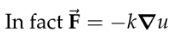 In fact F⃗ = −k∇u